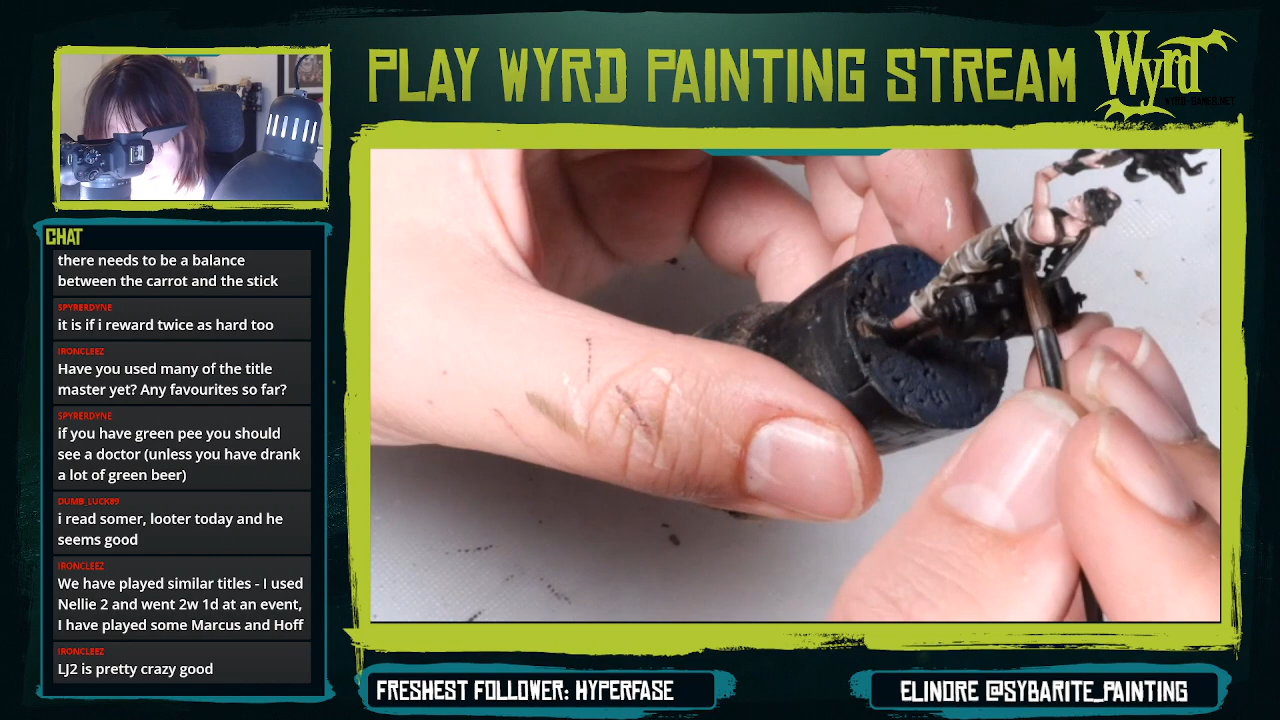 PLAY WYRD PAINTING STREAM
Wyrd
WYRD-GAMES.NET
CHAT
there needs to be a balance
between the carrot and the stick
SPYRERDYNE
it is if i reward twice as hard too
IRONCLEEZ
Have you used many of the title
master yet? Any favourites so far?
SPYRERDYNE
if you have green pee you should
see a doctor (unless you have drank
a lot of green beer)
DUMB_LUCK89
i read somer, looter today and he
seems good
IRONCLEEZ
We have played similar titles - I used
Nellie 2 and went 2w 1d at an event,
I have played some Marcus and Hoff
IRONCLEEZ
LJ2 is pretty crazy good
FRESHEST FOLLOWER: HYPERFASE
ELINORE @SYBARITE_PAINTING